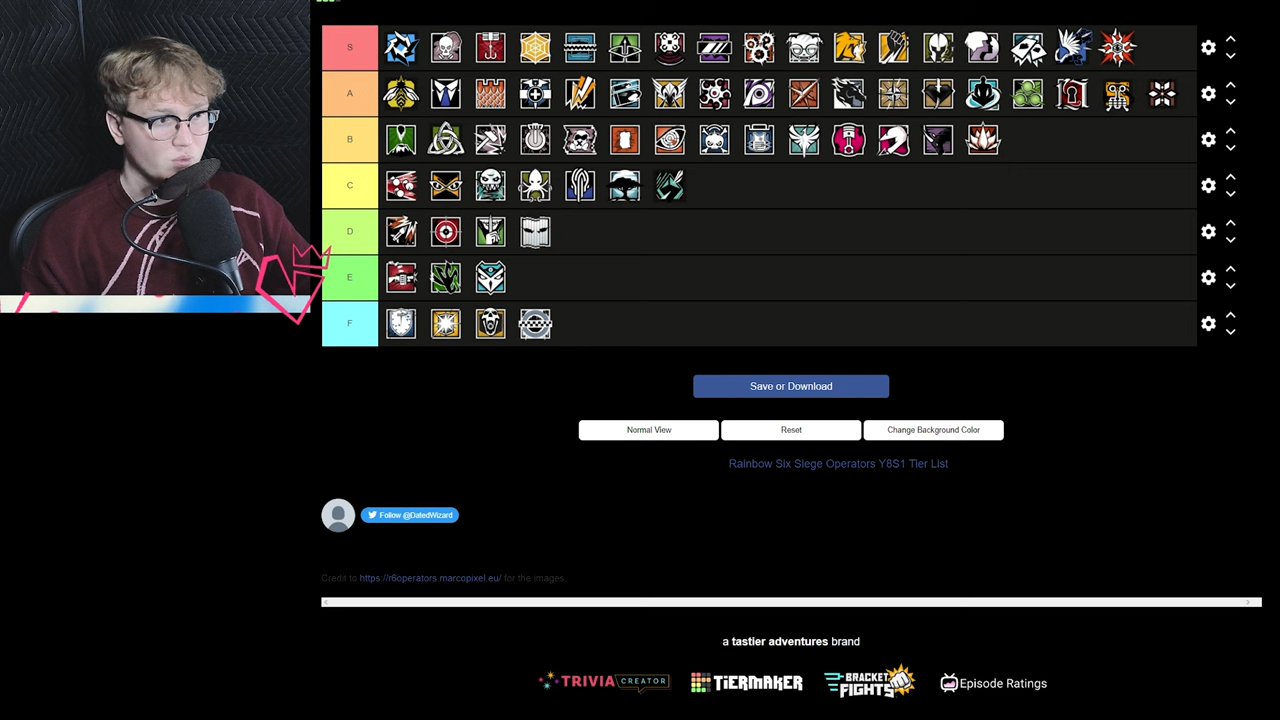 S
A
B
C
D
E
F
Save or Download
Normal View
Reset
Change Background Color
Rainbow Six Siege Operators Y8S1 Tier List
Follow @DatedWizard
Credit to https://r6operators.marcopixel.eu/ for the images
a tastier adventures brand
TRIVIA CREATOR
TIERMAKER
BRACKET FIGHTS
Episode Ratings